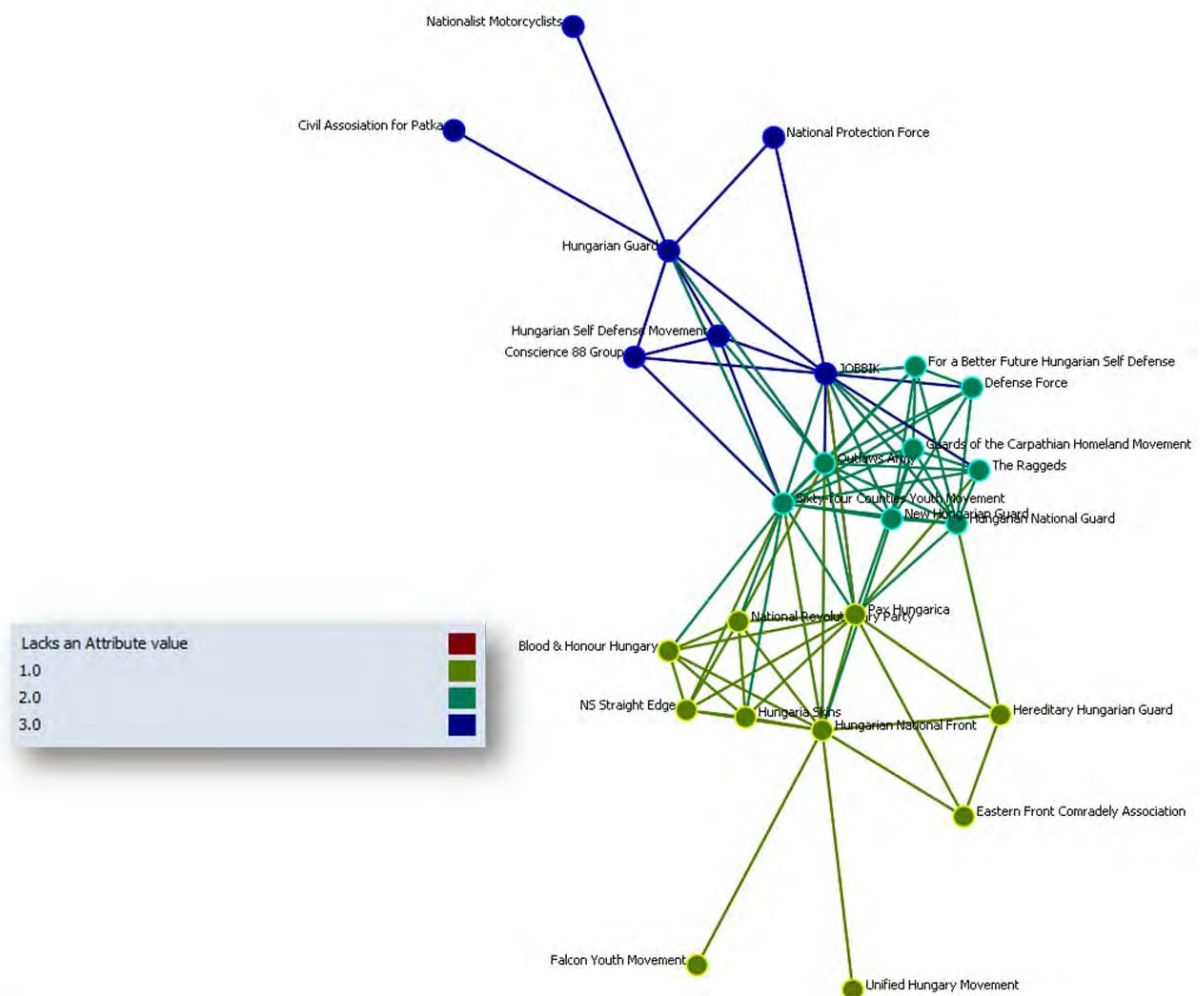 Nationalist Motorcyclists
Civil Assosiation for Patka
National Protection Force
Hungarian Guard
Hungarian Self Defense Movement
Conscience 88 Group
JOBBIK
For a Better Future Hungarian Self Defense
Defense Force
Guards of the Carpathian Homeland Movement
Outlaws Army
The Raggeds
Sixty-four Counties Youth Movement
New Hungarian Guard
Hungarian National Guard
Pax Hungarica
National Revolutionary Party
Blood & Honour Hungary
NS Straight Edge
Hungaria Skins
Hungarian National Front
Hereditary Hungarian Guard
Eastern Front Comradely Association
Falcon Youth Movement
Unified Hungary Movement
Lacks an Attribute value
1.0
2.0
3.0